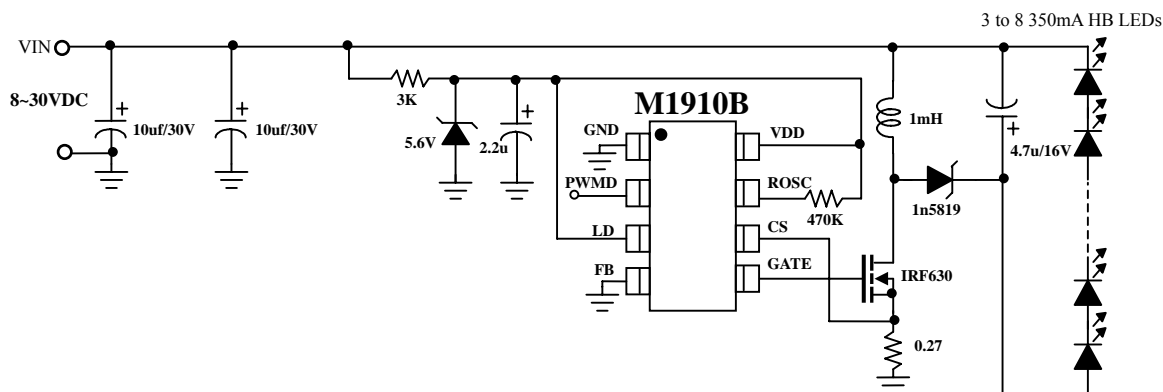 3 to 8 350mA HB LEDs
VIN
8~30VDC
10uf/30V
10uf/30V
3K
5.6V
2.2u
M1910B
GND
VDD
PWMD
ROSC
470K
LD
CS
FB
GATE
1mH
4.7u/16V
1n5819
IRF630
0.27